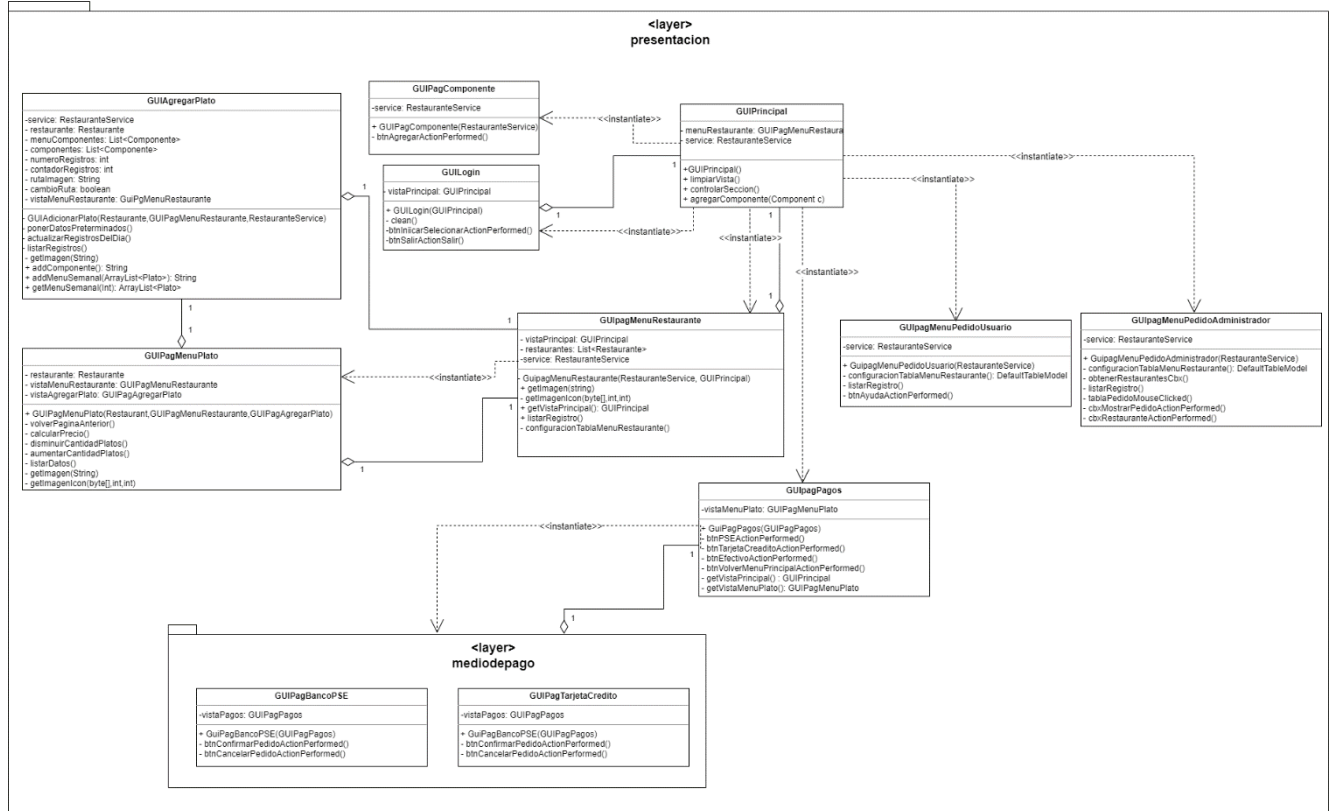 <layer>
presentacion
GUIAgregarPlato
-service: RestauranteService
- restaurante: Restaurante
- menuComponentes: List<Componente>
- componentes: List<Componente>
- numeroRegistros: int
- contadorRegistros: int
- rutaImagen: String
- cambioRuta: boolean
- vistaMenuRestaurante: GuiPgMenuRestaurante
- GUIAdicionarPlato(Restaurante,GUIPagMenuRestaurante,RestauranteService)
- ponerDatosPreterminados()
- actualizarRegistrosDelDia()
- listarRegistros()
- getImagen(String)
+ addComponente(): String
+ addMenuSemanal(ArrayList<Plato>): String
+ getMenuSemanal(Int): ArrayList<Plato>
GUIPagComponente
-service: RestauranteService
+ GUIPagComponente(RestauranteService)
- btnAgregarActionPerformed()
GUILogin
- vistaPrincipal: GUIPrincipal
+ GUILogin(GUIPrincipal)
- clean()
-btnIniicarSelecionarActionPerformed()
-btnSalirActionSalir()
GUIPrincipal
- menuRestaurante: GUIPagMenuRestaura
- service: RestauranteService
+GUIPrincipal()
+ limpiarVista()
+ controlarSeccion()
+ agregarComponente(Component c)
<<instantiate>>
<<instantiate>>
<<instantiate>>
<<instantiate>>
<<instantiate>>
<<instantiate>>
1
1
1
1
1
1
1
1
GUIPagMenuPlato
- restaurante: Restaurante
- vistaMenuRestaurante: GUIPagMenuRestaurante
- vistaAgregarPlato: GUIPagAgregarPlato
+ GUIPagMenuPlato(Restaurant,GUIPagMenuRestaurante,GUIPagAgregarPlato)
- volverPaginaAnterior()
- calcularPrecio()
- disminuirCantidadPlatos()
- aumentarCantidadPlatos()
- listarDatos()
- getImagen(String)
- getImagenIcon(byte[],int,int)
<<instantiate>>
1
1
GUIpagMenuRestaurante
- vistaPrincipal: GUIPrincipal
- restaurantes: List<Restaurante>
-service: RestauranteService
- GuipagMenuRestaurante(RestauranteService, GUIPrincipal)
+ getImagen(string)
- getImagenIcon(byte[],int,int)
+ getVistaPrincipal(): GUIPrincipal
+ listarRegistro()
- configuracionTablaMenuRestaurante()
GUIpagMenuPedidoUsuario
-service: RestauranteService
+ GuipagMenuPedidoUsuario(RestauranteService)
- configuracionTablaMenuRestaurante(): DefaultTableModel
- listarRegistro()
- btnAyudaActionPerformed()
GUIpagMenuPedidoAdministrador
-service: RestauranteService
+ GuipagMenuPedidoAdministrador(RestauranteService)
- configuracionTablaMenuRestaurante(): DefaultTableModel
- obtenerRestaurantesCbx()
- listarRegistro()
- tablaPedidoMouseClicked()
- cbxMostrarPedidoActionPerformed()
- cbxRestauranteActionPerformed()
GUIpagPagos
-vistaMenuPlato: GUIPagMenuPlato
+ GuiPagPagos(GUIPagPagos)
- btnPSEActionPerformed()
- btnTarjetaCreaditoActionPerformed()
- btnEfectivoActionPerformed()
- btnVolverMenuPrincipalActionPerformed()
- getVistaPrincipal() : GUIPrincipal
- getVistaMenuPlato(): GUIPagMenuPlato
<<instantiate>>
1
1
<layer>
mediodepago
GUIPagBancoPSE
-vistaPagos: GUIPagPagos
+ GuiPagBancoPSE(GUIPagPagos)
- btnConfirmarPedidoActionPerformed()
- btnCancelarPedidoActionPerformed()
GUIPagTarjetaCredito
-vistaPagos: GUIPagPagos
+ GuiPagBancoPSE(GUIPagPagos)
- btnConfirmarPedidoActionPerformed()
- btnCancelarPedidoActionPerformed()